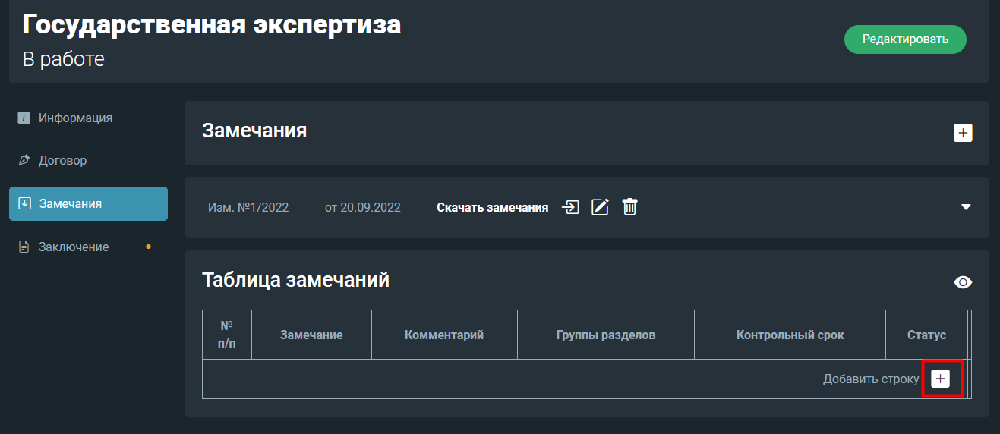 Государственная экспертиза
В работе
Редактировать
Информация
Договор
Замечания
Заключение
Замечания
Изм. №1/2022 от 20.09.2022 Скачать замечания
Таблица замечаний
№ п/п Замечание Комментарий Группы разделов Контрольный срок Статус
Добавить строку